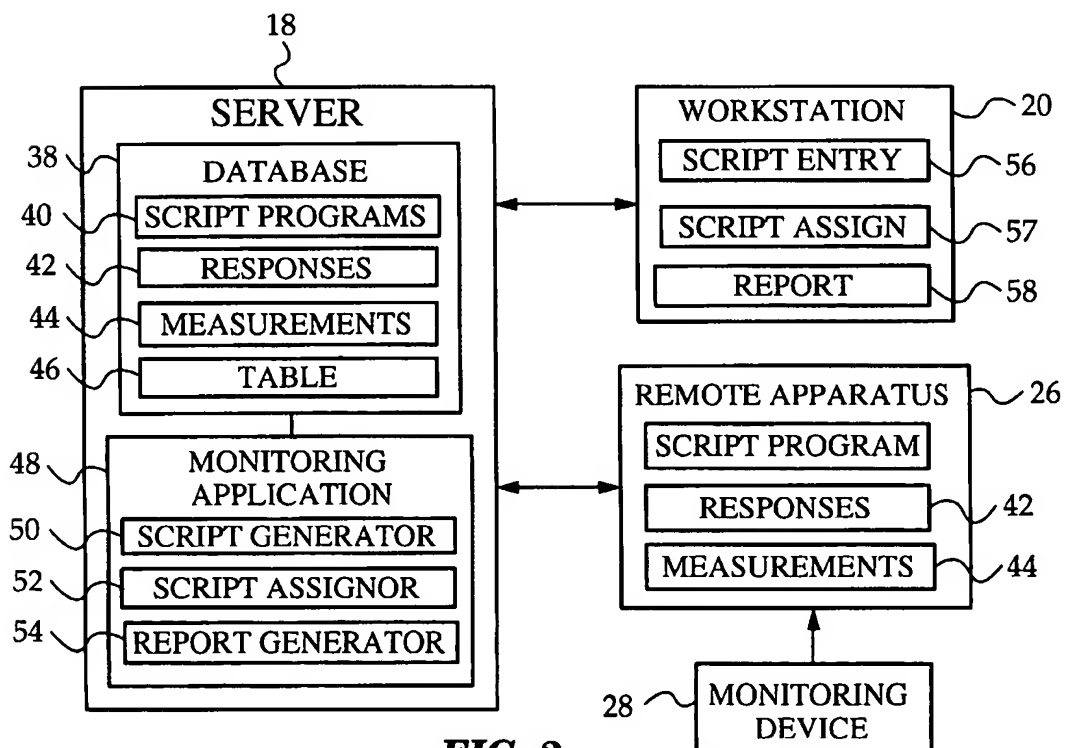 18
SERVER
38
DATABASE
40
SCRIPT PROGRAMS
42
RESPONSES
44
MEASUREMENTS
46
TABLE
48
MONITORING
APPLICATION
50
SCRIPT GENERATOR
52
SCRIPT ASSIGNOR
54
REPORT GENERATOR
WORKSTATION
20
SCRIPT ENTRY
56
SCRIPT ASSIGN
57
REPORT
58
REMOTE APPARATUS
26
SCRIPT PROGRAM
RESPONSES
42
MEASUREMENTS
44
28
MONITORING
DEVICE